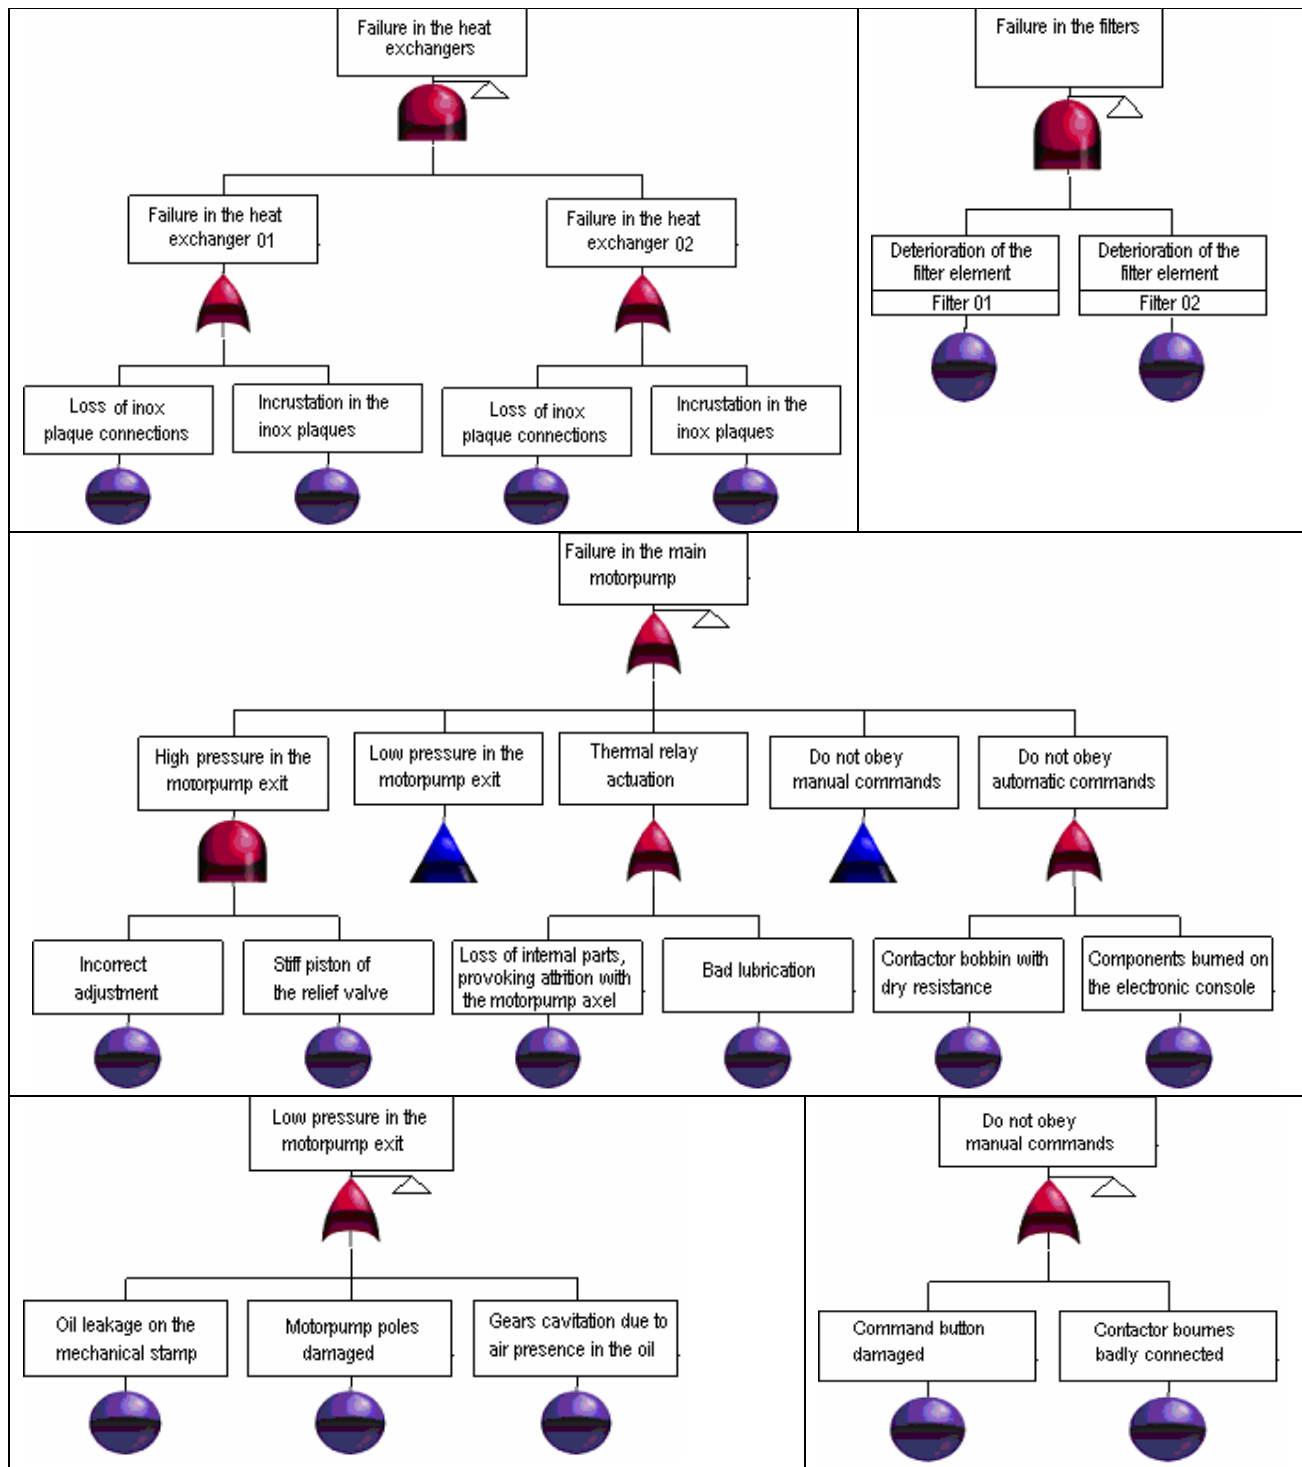 Failure in the heat
exchangers
Failure in the heat
exchanger 01
Failure in the heat
exchanger 02
Loss of inox
plaque connections
Incrustation in the
inox plaques
Loss of inox
plaque connections
Incrustation in the
inox plaques
Failure in the filters
Deterioration of the
filter element
Filter 01
Deterioration of the
filter element
Filter 02
Failure in the main
motorpump
High pressure in the
motorpump exit
Low pressure in the
motorpump exit
Thermal relay
actuation
Do not obey
manual commands
Do not obey
automatic commands
Incorrect
adjustment
Stiff piston of
the relief valve
Loss of internal parts,
provoking attrition with
the motorpump axel
Bad lubrication
Contactor bobbin with
dry resistance
Components burned on
the electronic console
Low pressure in the
motorpump exit
Oil leakage on the
mechanical stamp
Motorpump poles
damaged
Gears cavitation due to
air presence in the oil
Do not obey
manual commands
Command button
damaged
Contactor bournes
badly connected